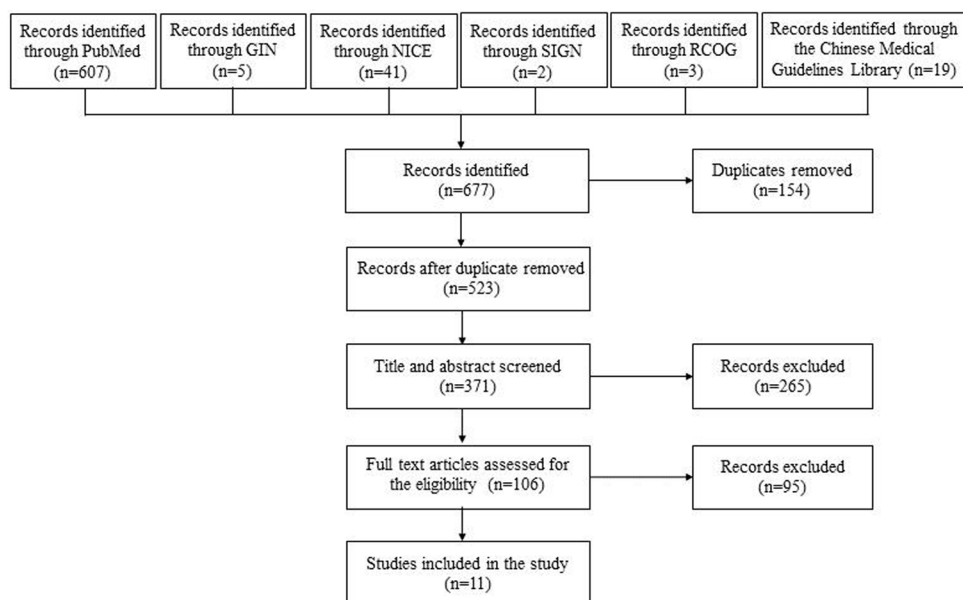 Records identified
through PubMed
(n=607)
Records identified
through GIN
(n=5)
Records identified
through NICE
(n=41)
Records identified
through SIGN
(n=2)
Records identified
through RCOG
(n=3)
Records identified through
the Chinese Medical
Guidelines Library (n=19)
Records identified
(n=677)
Duplicates removed
(n=154)
Records after duplicate removed
(n=523)
Title and abstract screened
(n=371)
Records excluded
(n=265)
Full text articles assessed for
the eligibility (n=106)
Records excluded
(n=95)
Studies included in the study
(n=11)